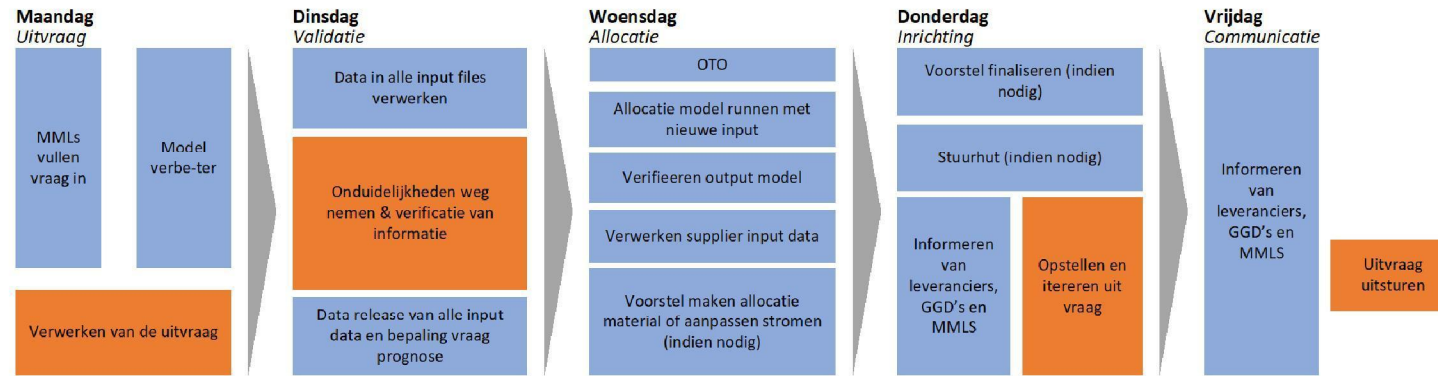 Maandag
Uitvraag
MMLs
vullen
vraag in
Model
verbe-ter
Verwerken van de uitvraag
Dinsdag
Validatie
Data in alle input files
verwerken
Onduidelijkheden weg
nemen & verificatie van
informatie
Data release van alle input
data en bepaling vraag
prognose
Woensdag
Allocatie
OTO
Allocatie model runnen met
nieuwe input
Verifieeren output model
Verwerken supplier input data
Voorstel maken allocatie
material of aanpassen stromen
(indien nodig)
Donderdag
Inrichting
Voorstel finaliseren (indien
nodig)
Stuurhut (indien nodig)
Informeren
van
leveranciers,
GGD's en
MMLS
Opstellen en
itereren uit
vraag
Vrijdag
Communicatie
Informeren
van
leveranciers,
GGD's en
MMLS
Uitvraag
uitsturen